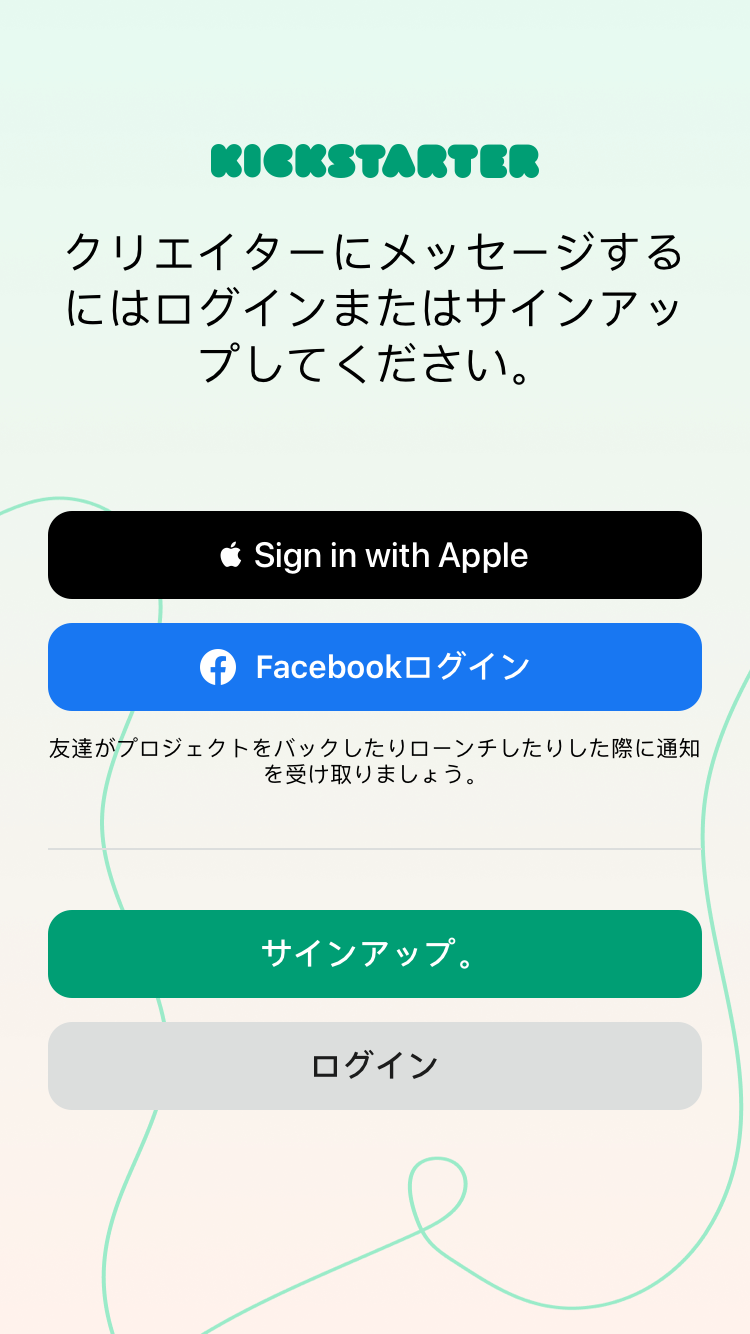 KICKSTARTER
クリエイターにメッセージする
にはログインまたはサインアッ
プしてください。
Sign in with Apple
Facebookログイン
友達がプロジェクトをバックしたりローンチしたりした際に通知
を受け取りましょう。
サインアップ。
ログイン